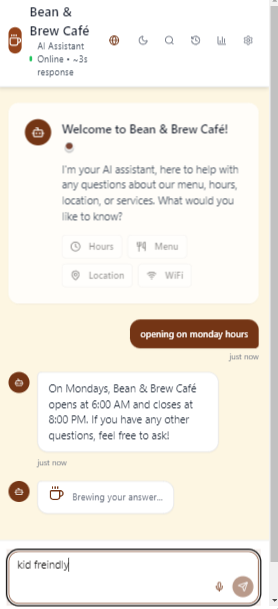 Bean &
Brew Café
AI Assistant
Online • ~3s
response
Welcome to Bean & Brew Café!
I'm your AI assistant, here to help with
any questions about our menu, hours,
location, or services. What would you
like to know?
Hours
Menu
Location
WiFi
opening on monday hours
just now
On Mondays, Bean & Brew Café
opens at 6:00 AM and closes at
8:00 PM. If you have any other
questions, feel free to ask!
just now
Brewing your answer...
kid freindly